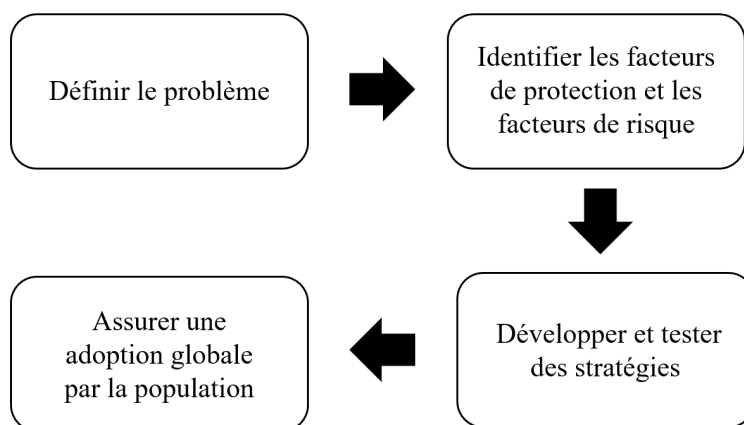 Définir le problème
Identifier les facteurs
de protection et les
facteurs de risque
Développer et tester
des stratégies
Assurer une
adoption globale
par la population